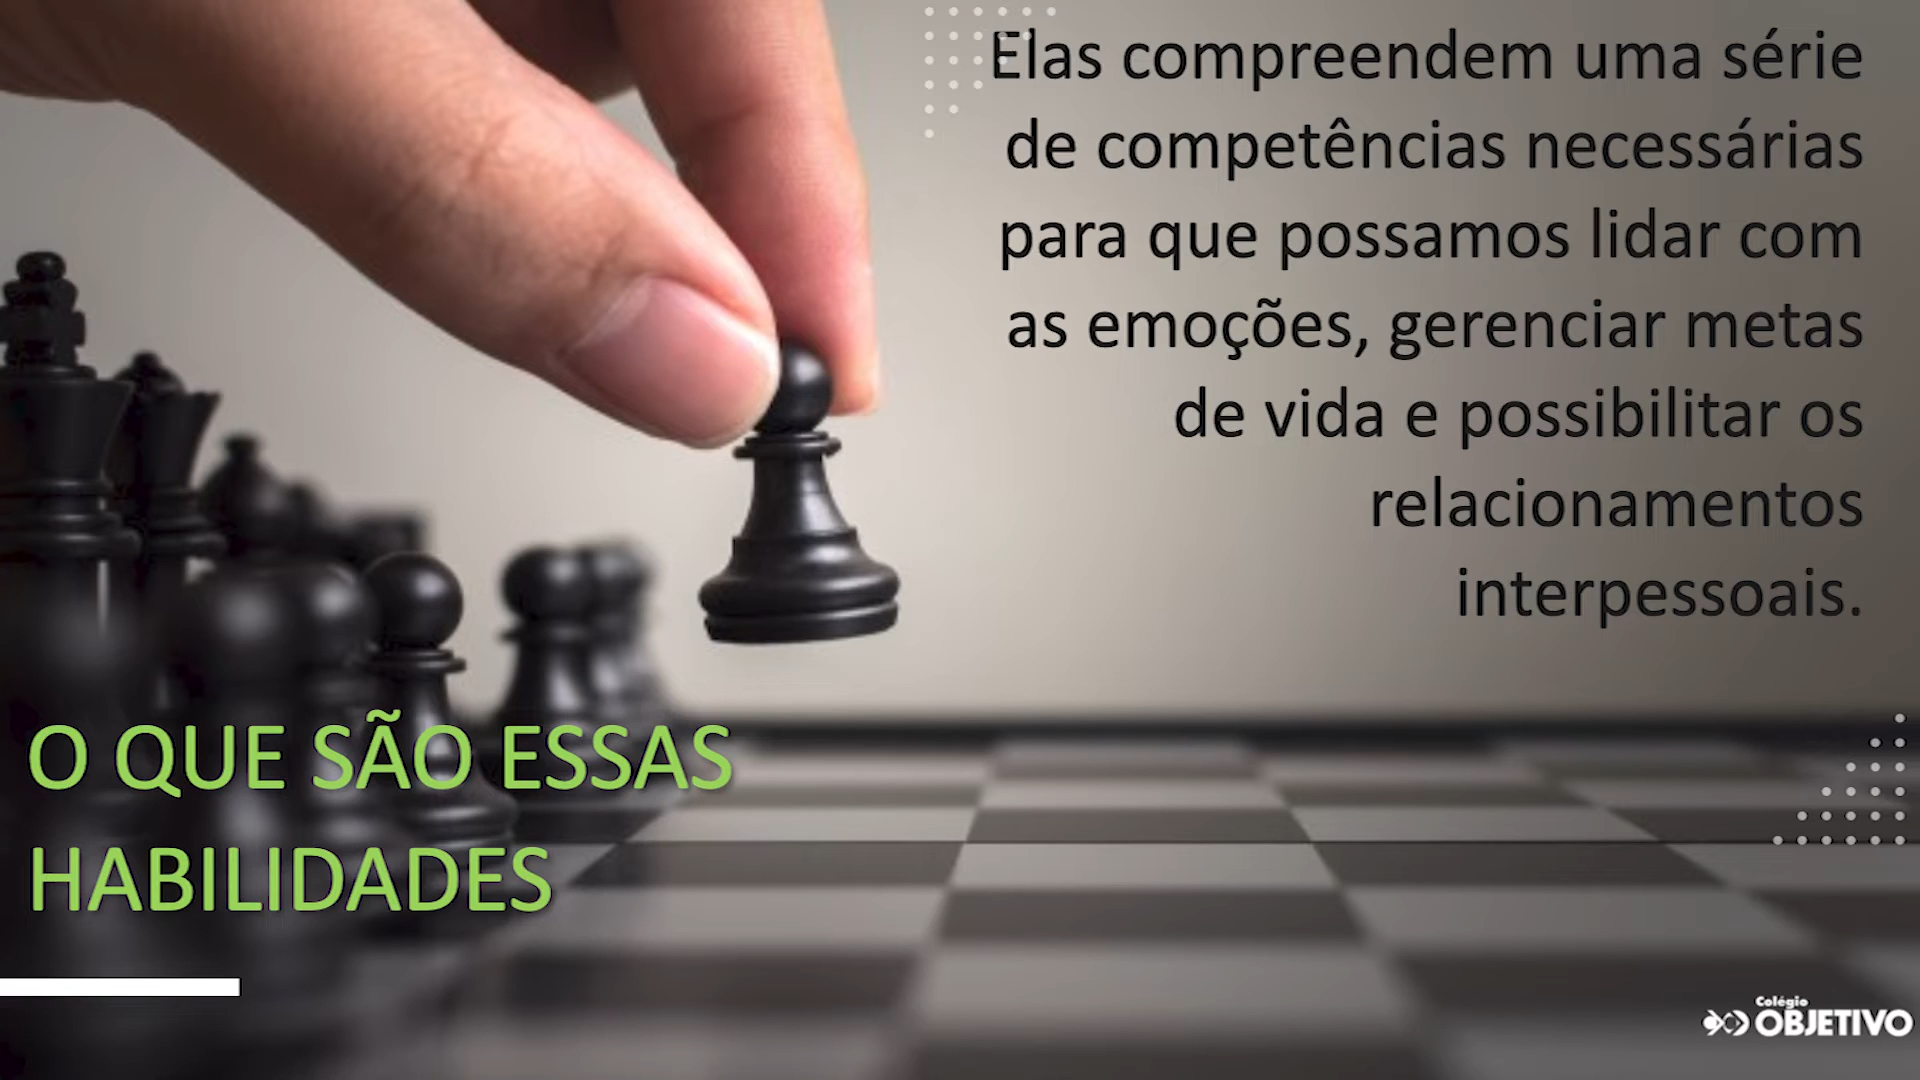 Elas compreendem uma série
de competências necessárias
para que possamos lidar com
as emoções, gerenciar metas
de vida e possibilitar os
relacionamentos
interpessoais.
O QUE SÃO ESSAS
HABILIDADES
Colégio
OBJETIVO